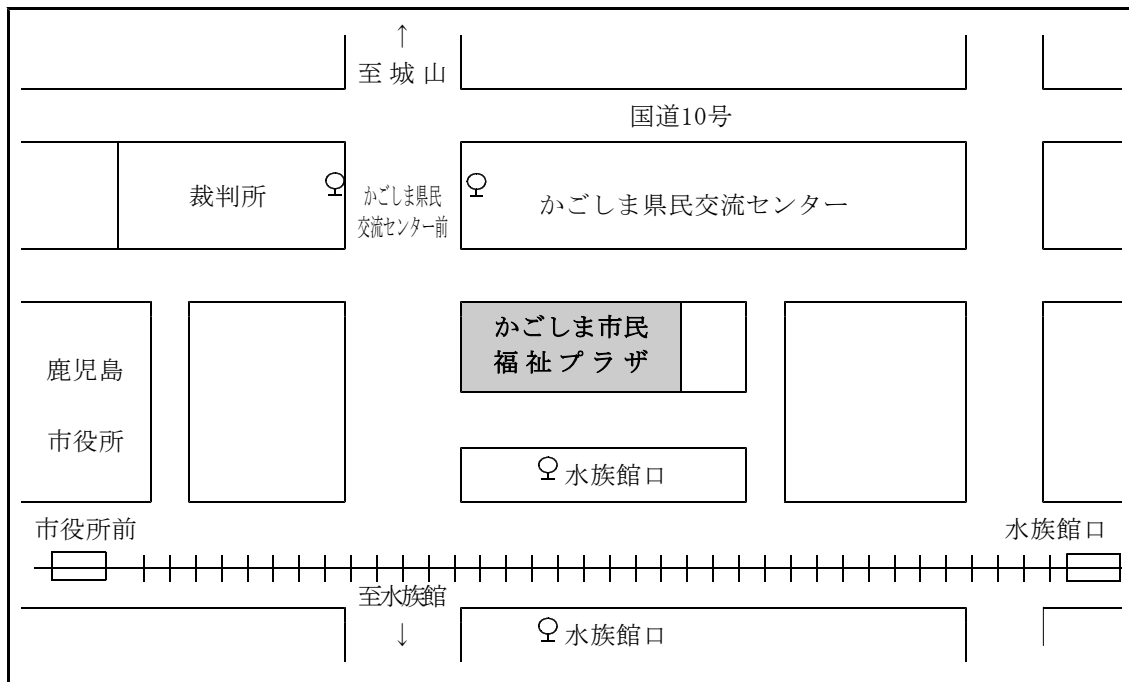 ↑
至城山
国道10号
裁判所
かごしま県民
交流センター前
かごしま県民交流センター
かごしま市民
福祉プラザ
鹿児島
市役所
水族館口
市役所前
水族館口
至水族館
↓
水族館口